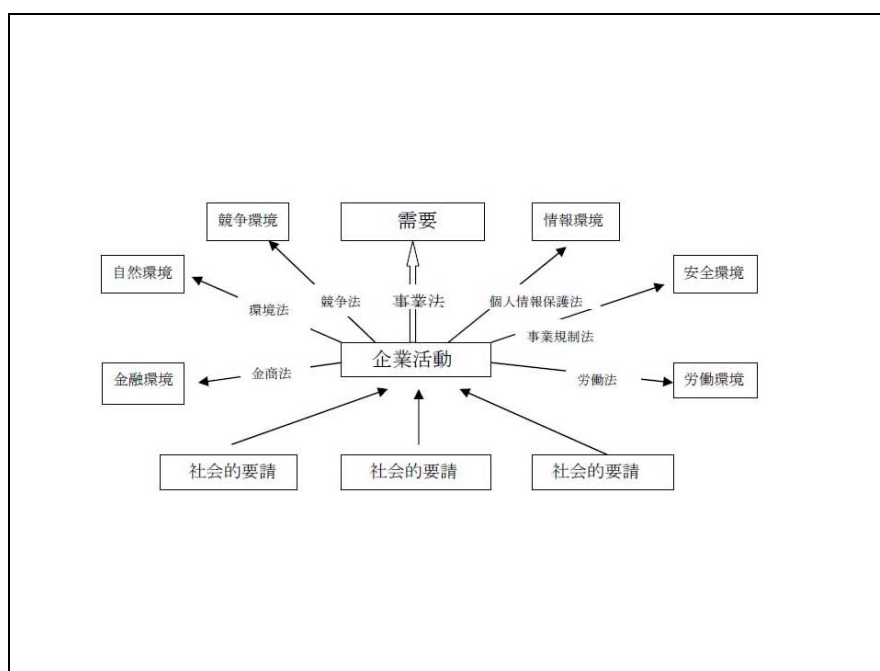 競争環境
需要
情報環境
自然環境
安全環境
環境法
競争法
事業法
個人情報保護法
事業規制法
企業活動
金融環境
金商法
労働法
労働環境
社会的要請
社会的要請
社会的要請